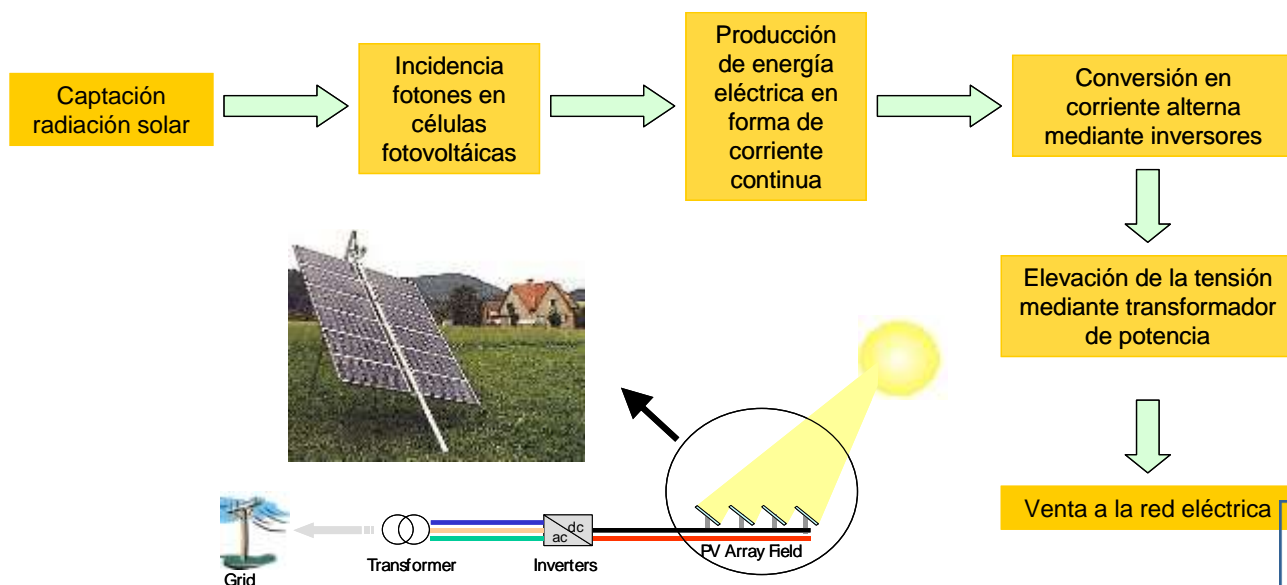 Captación
radiación solar
Incidencia
fotones en
células
fotovoltáicas
Producción
de energía
eléctrica en
forma de
corriente
continua
Conversión en
corriente alterna
mediante inversores
Elevación de la tensión
mediante transformador
de potencia
Venta a la red eléctrica
dc
ac
PV Array Field
Transformer
Inverters
Grid